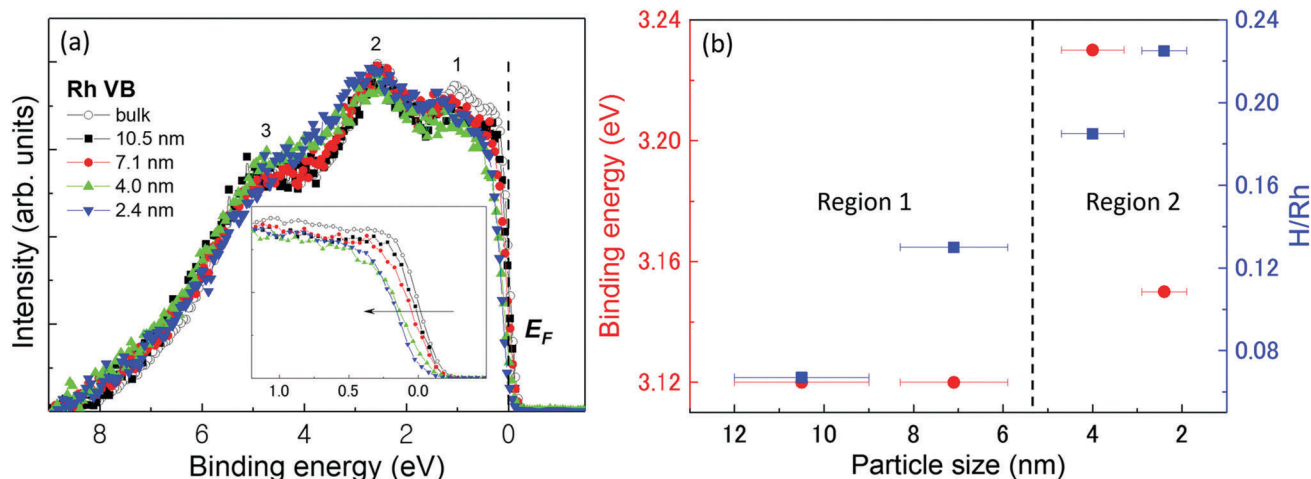 (a)
2
1
3
Rh VB
bulk
10.5 nm
7.1 nm
4.0 nm
2.4 nm
Intensity (arb. units)
E_F
1.0 0.5 0.0
8 6 4 2 0
Binding energy (eV)
(b)
3.24
3.20
3.16
3.12
Binding energy (eV)
Region 1
Region 2
0.24
0.20
0.16
0.12
0.08
H/Rh
12 10 8 6 4 2
Particle size (nm)